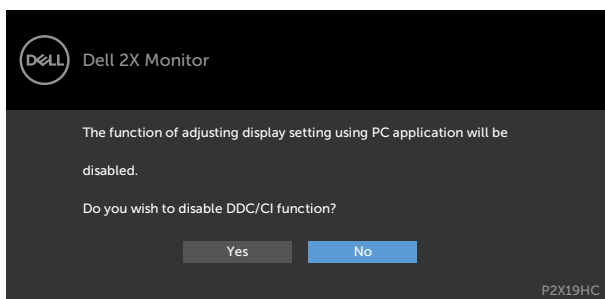 DELL
Dell 2X Monitor
The function of adjusting display setting using PC application will be
disabled.
Do you wish to disable DDC/CI function?
Yes No
P2X19HC